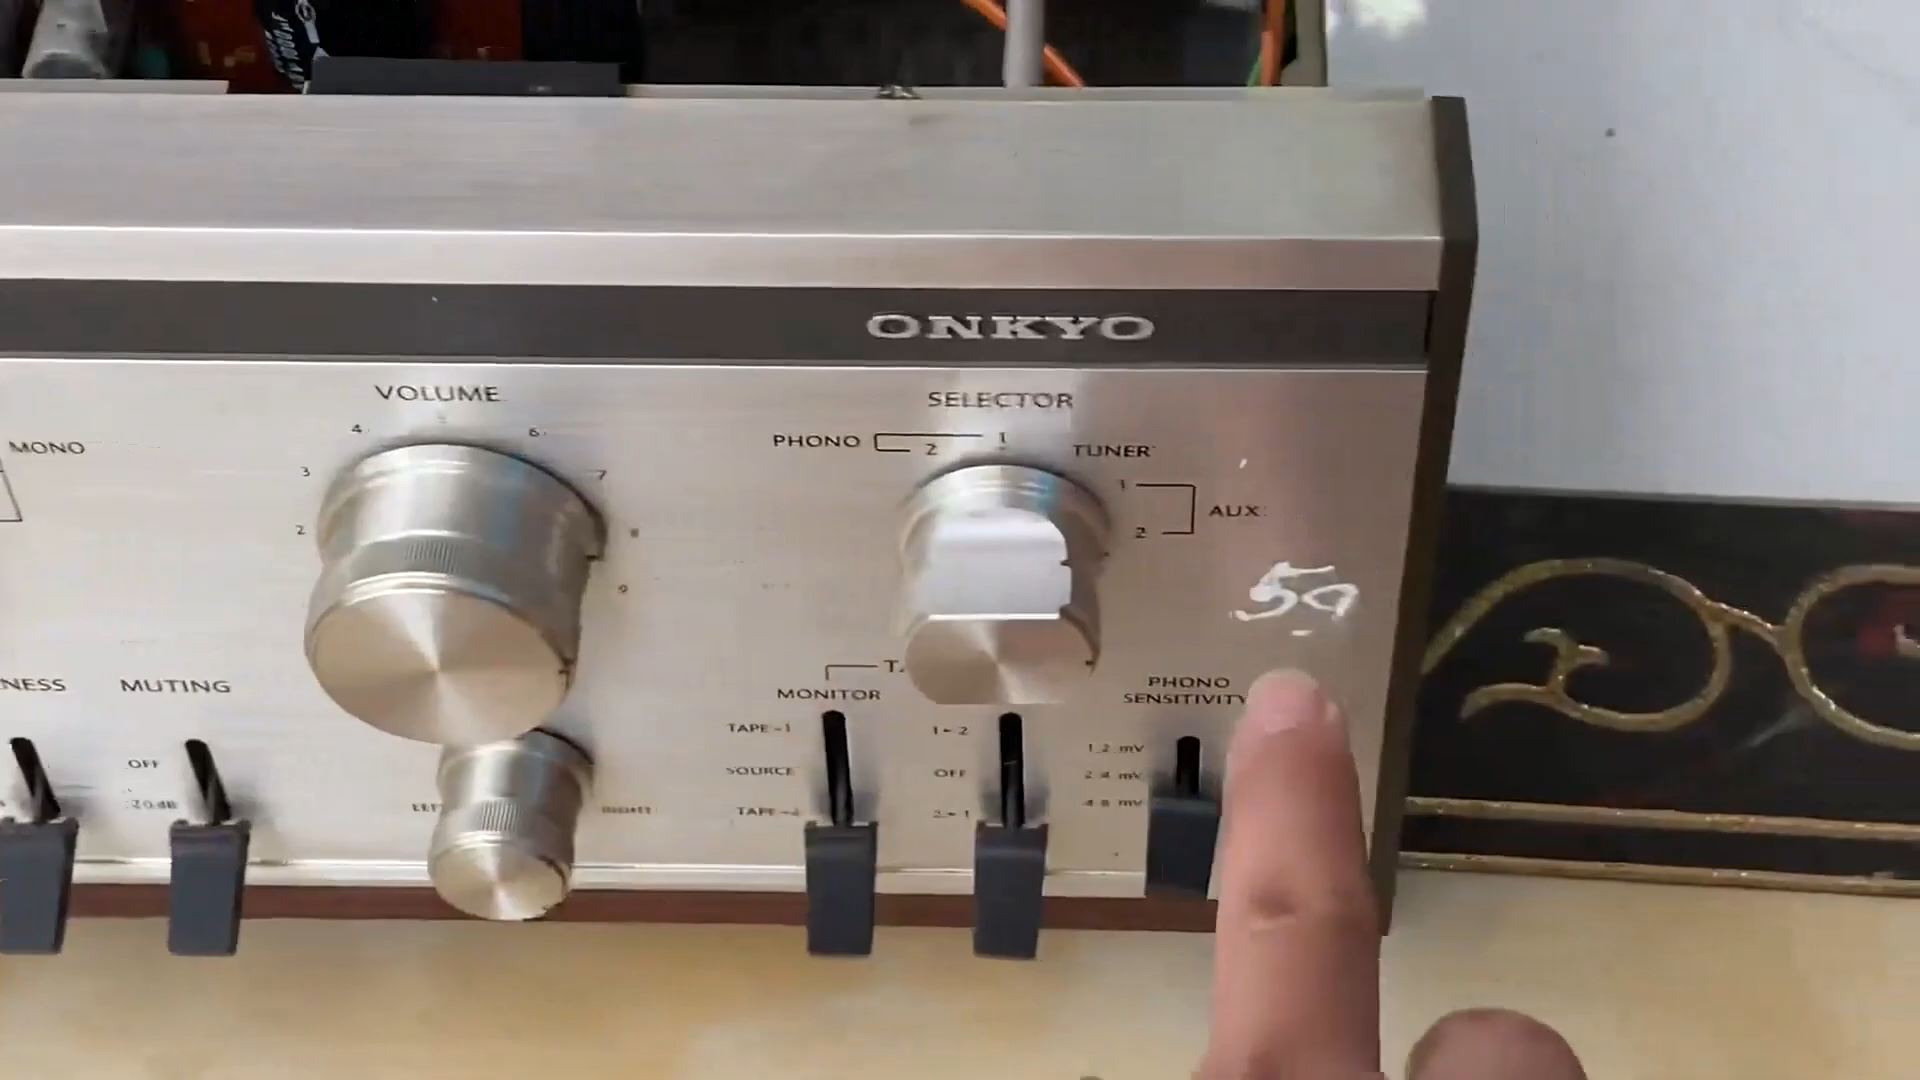 ONKYO
VOLUME
SELECTOR
MONO
4 6
3 7
2 8
9
PHONO 2 1 TUNER
1 2 AUX
59
NESS MUTING
OFF
LEFT
MONITOR
TAPE-1
SOURCE
TAPE-2
1►2
OFF
2►1
PHONO
SENSITIVITY
1.2 mV
2.4 mV
4.8 mV